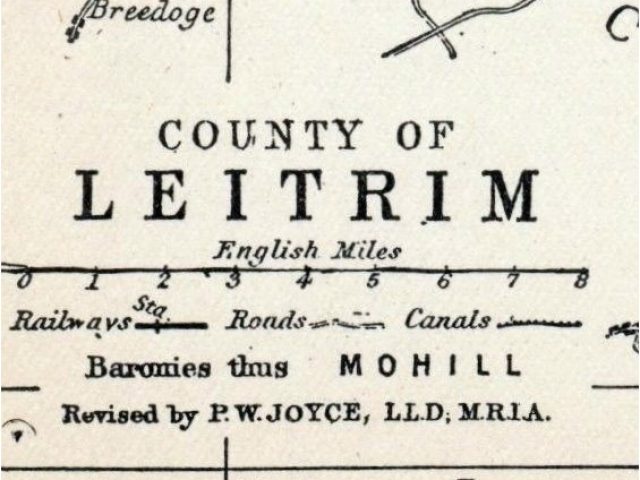 Breedoge
COUNTY OF
LEITRIM
English Miles
0 1 2 3 4 5 6 7 8
Railways Sta. Roads Canals
Baronies thus MOHILL
Revised by P. W. JOYCE, LL.D; M.R.I.A.